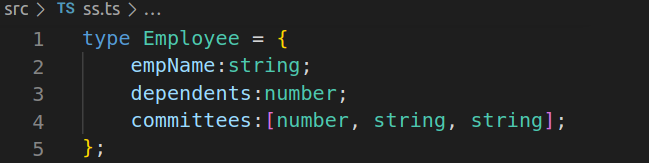 src > TS ss.ts > ...
1 type Employee = {
2 empName:string;
3 dependents:number;
4 committees:[number, string, string];
5 };